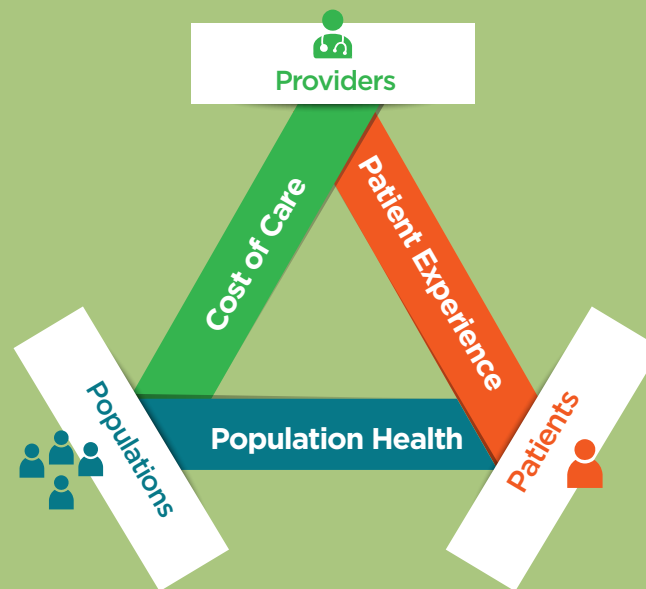 Providers
Cost of Care
Patient Experience
Populations
Population Health
Patients